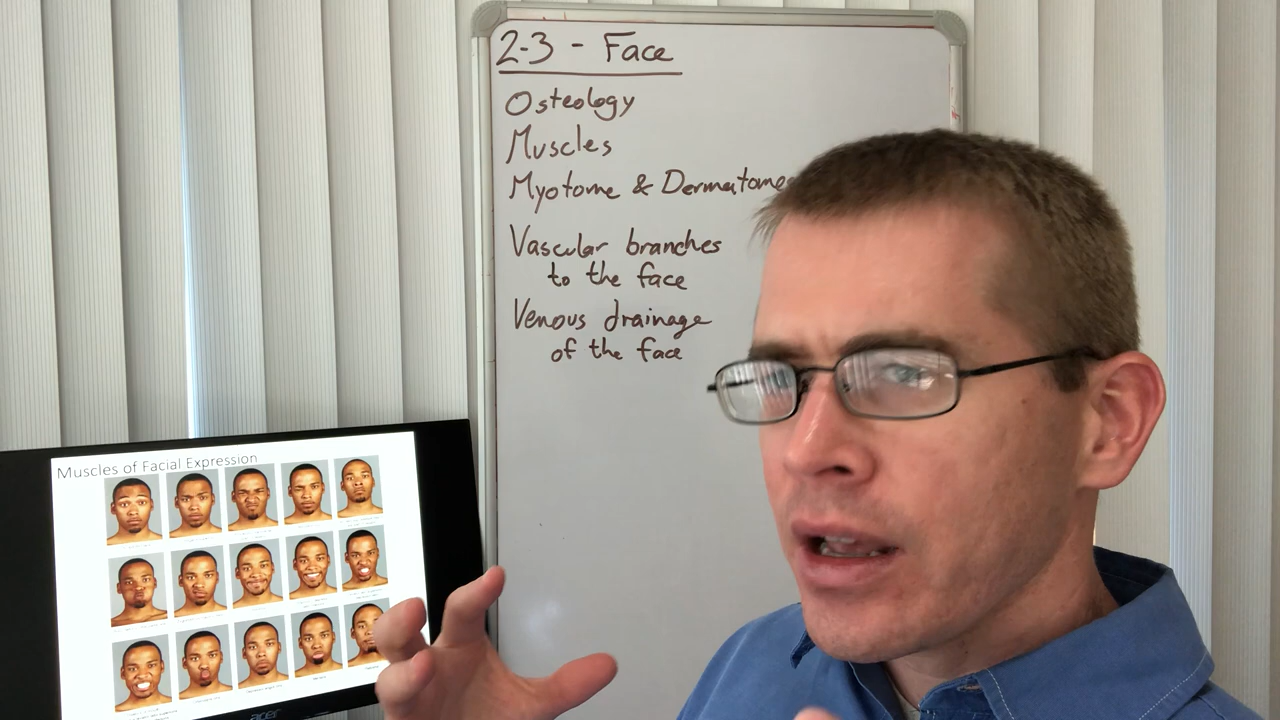 2-3 - Face
Osteology
Muscles
Myotome & Dermatomes
Vascular branches
to the face
Venous drainage
of the face
Muscles of Facial Expression
acer